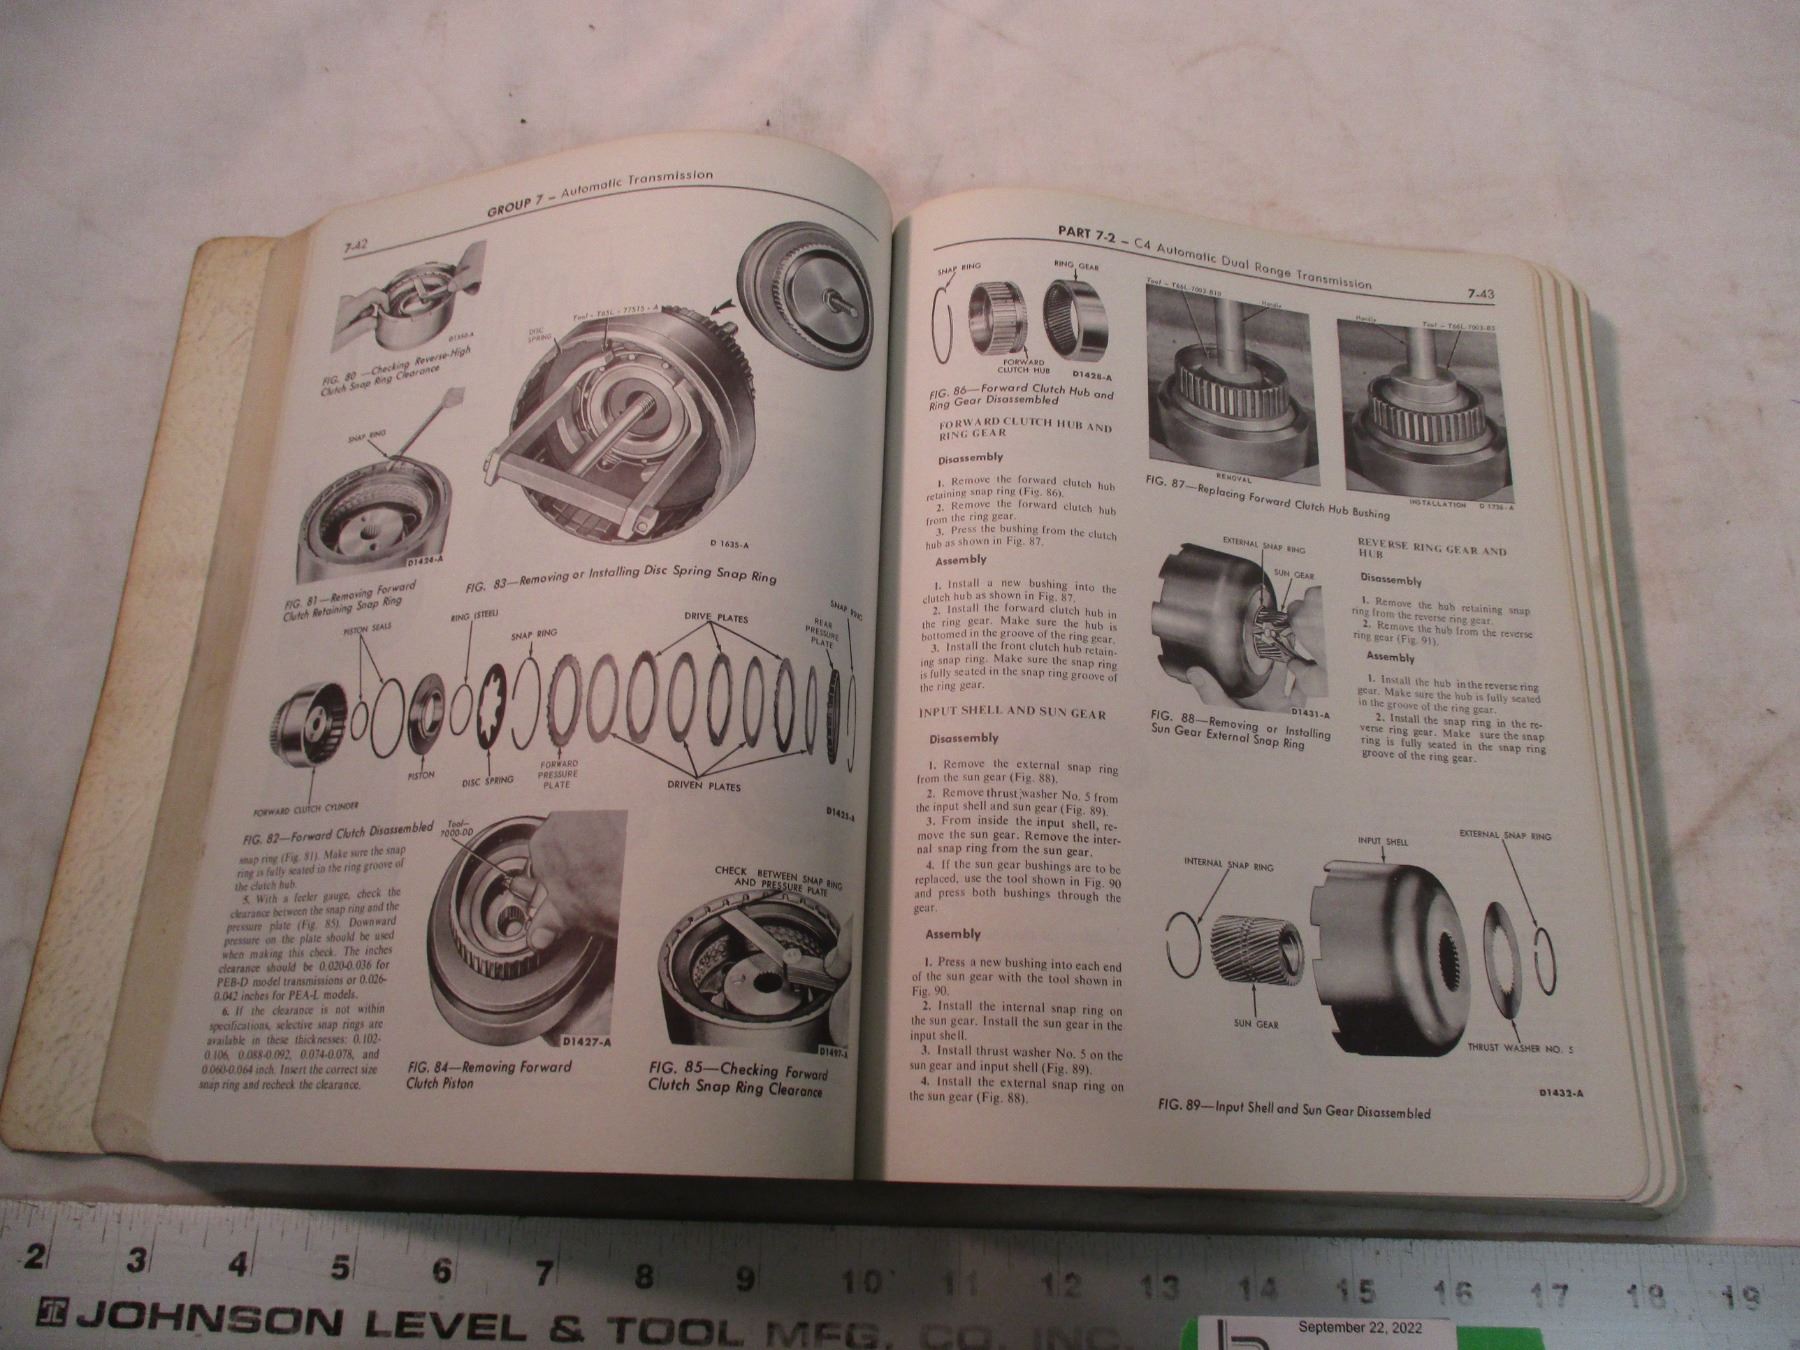 7-42
GROUP 7 – Automatic Transmission
D1350-A
FIG. 80 —Checking Reverse-High
Clutch Snap Ring Clearance
SNAP RING
D1424-A
FIG. 81—Removing Forward
Clutch Retaining Snap Ring
DISC
SPRING
Tool - T65L - 77515 - A
D 1635-A
FIG. 83—Removing or Installing Disc Spring Snap Ring
PISTON SEALS
RING (STEEL)
SNAP RING
DRIVE PLATES
REAR
PRESSURE
PLATE
SNAP RING
FORWARD CLUTCH CYLINDER
PISTON
DISC SPRING
FORWARD
PRESSURE
PLATE
DRIVEN PLATES
D1425-A
FIG. 82—Forward Clutch Disassembled
snap ring (Fig. 81). Make sure the snap
ring is fully seated in the ring groove of
the clutch hub.
5. With a feeler gauge, check the
clearance between the snap ring and the
pressure plate (Fig. 85). Downward
pressure on the plate should be used
when making this check. The inches
clearance should be 0.020-0.036 for
PEB-D model transmissions or 0.026-
0.042 inches for PEA-L models.
6. If the clearance is not within
specifications, selective snap rings are
available in these thicknesses: 0.102-
0.106, 0.088-0.092, 0.074-0.078, and
0.060-0.064 inch. Insert the correct size
snap ring and recheck the clearance.
Tool—
7000-DD
D1427-A
FIG. 84—Removing Forward
Clutch Piston
CHECK BETWEEN SNAP RING
AND PRESSURE PLATE
D1497-A
FIG. 85—Checking Forward
Clutch Snap Ring Clearance
PART 7-2 – C4 Automatic Dual Range Transmission
7-43
SNAP RING
RING GEAR
FORWARD
CLUTCH HUB
D1428-A
FIG. 86—Forward Clutch Hub and
Ring Gear Disassembled
FORWARD CLUTCH HUB AND
RING GEAR
Disassembly
1. Remove the forward clutch hub
retaining snap ring (Fig. 86).
2. Remove the forward clutch hub
from the ring gear.
3. Press the bushing from the clutch
hub as shown in Fig. 87.
Assembly
1. Install a new bushing into the
clutch hub as shown in Fig. 87.
2. Install the forward clutch hub in
the ring gear. Make sure the hub is
bottomed in the groove of the ring gear.
3. Install the front clutch hub retain-
ing snap ring. Make sure the snap ring
is fully seated in the snap ring groove of
the ring gear.
INPUT SHELL AND SUN GEAR
Disassembly
1. Remove the external snap ring
from the sun gear (Fig. 88).
2. Remove thrust washer No. 5 from
the input shell and sun gear (Fig. 89).
3. From inside the input shell, re-
move the sun gear. Remove the inter-
nal snap ring from the sun gear.
4. If the sun gear bushings are to be
replaced, use the tool shown in Fig. 90
and press both bushings through the
gear.
Assembly
1. Press a new bushing into each end
of the sun gear with the tool shown in
Fig. 90.
2. Install the internal snap ring on
the sun gear. Install the sun gear in the
input shell.
3. Install thrust washer No. 5 on the
sun gear and input shell (Fig. 89).
4. Install the external snap ring on
the sun gear (Fig. 88).
Tool - T66L-7003-B10
Handle
REMOVAL
Handle
Tool - T66L-7003-B5
INSTALLATION D 1736-A
FIG. 87—Replacing Forward Clutch Hub Bushing
EXTERNAL SNAP RING
SUN GEAR
D1431-A
FIG. 88—Removing or Installing
Sun Gear External Snap Ring
REVERSE RING GEAR AND
HUB
Disassembly
1. Remove the hub retaining snap
ring from the reverse ring gear.
2. Remove the hub from the reverse
ring gear (Fig. 91).
Assembly
1. Install the hub in the reverse ring
gear. Make sure the hub is fully seated
in the groove of the ring gear.
2. Install the snap ring in the re-
verse ring gear. Make sure the snap
ring is fully seated in the snap ring
groove of the ring gear.
INTERNAL SNAP RING
INPUT SHELL
EXTERNAL SNAP RING
SUN GEAR
THRUST WASHER NO. 5
D1432-A
FIG. 89—Input Shell and Sun Gear Disassembled
2 3 4 5 6 7 8 9 10 11 12 13 14 15 16 17 18 19
JOHNSON LEVEL & TOOL MFG. CO. INC.
September 22, 2022